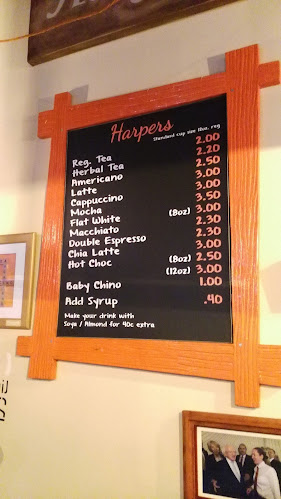 Harpers
Standard cup size 12oz. reg
Reg. Tea 2.00
Herbal Tea 2.20
Americano 2.50
Latte 3.00
Cappuccino 3.00
Mocha 3.50
Flat White (8oz) 3.00
Macchiato 2.30
Double Espresso 2.30
Chia Latte 3.00
Hot Choc (8oz) 2.50
(12oz) 3.00
Baby Chino 1.00
Add Syrup .40
Make your drink with
Soya / Almond for 40c extra